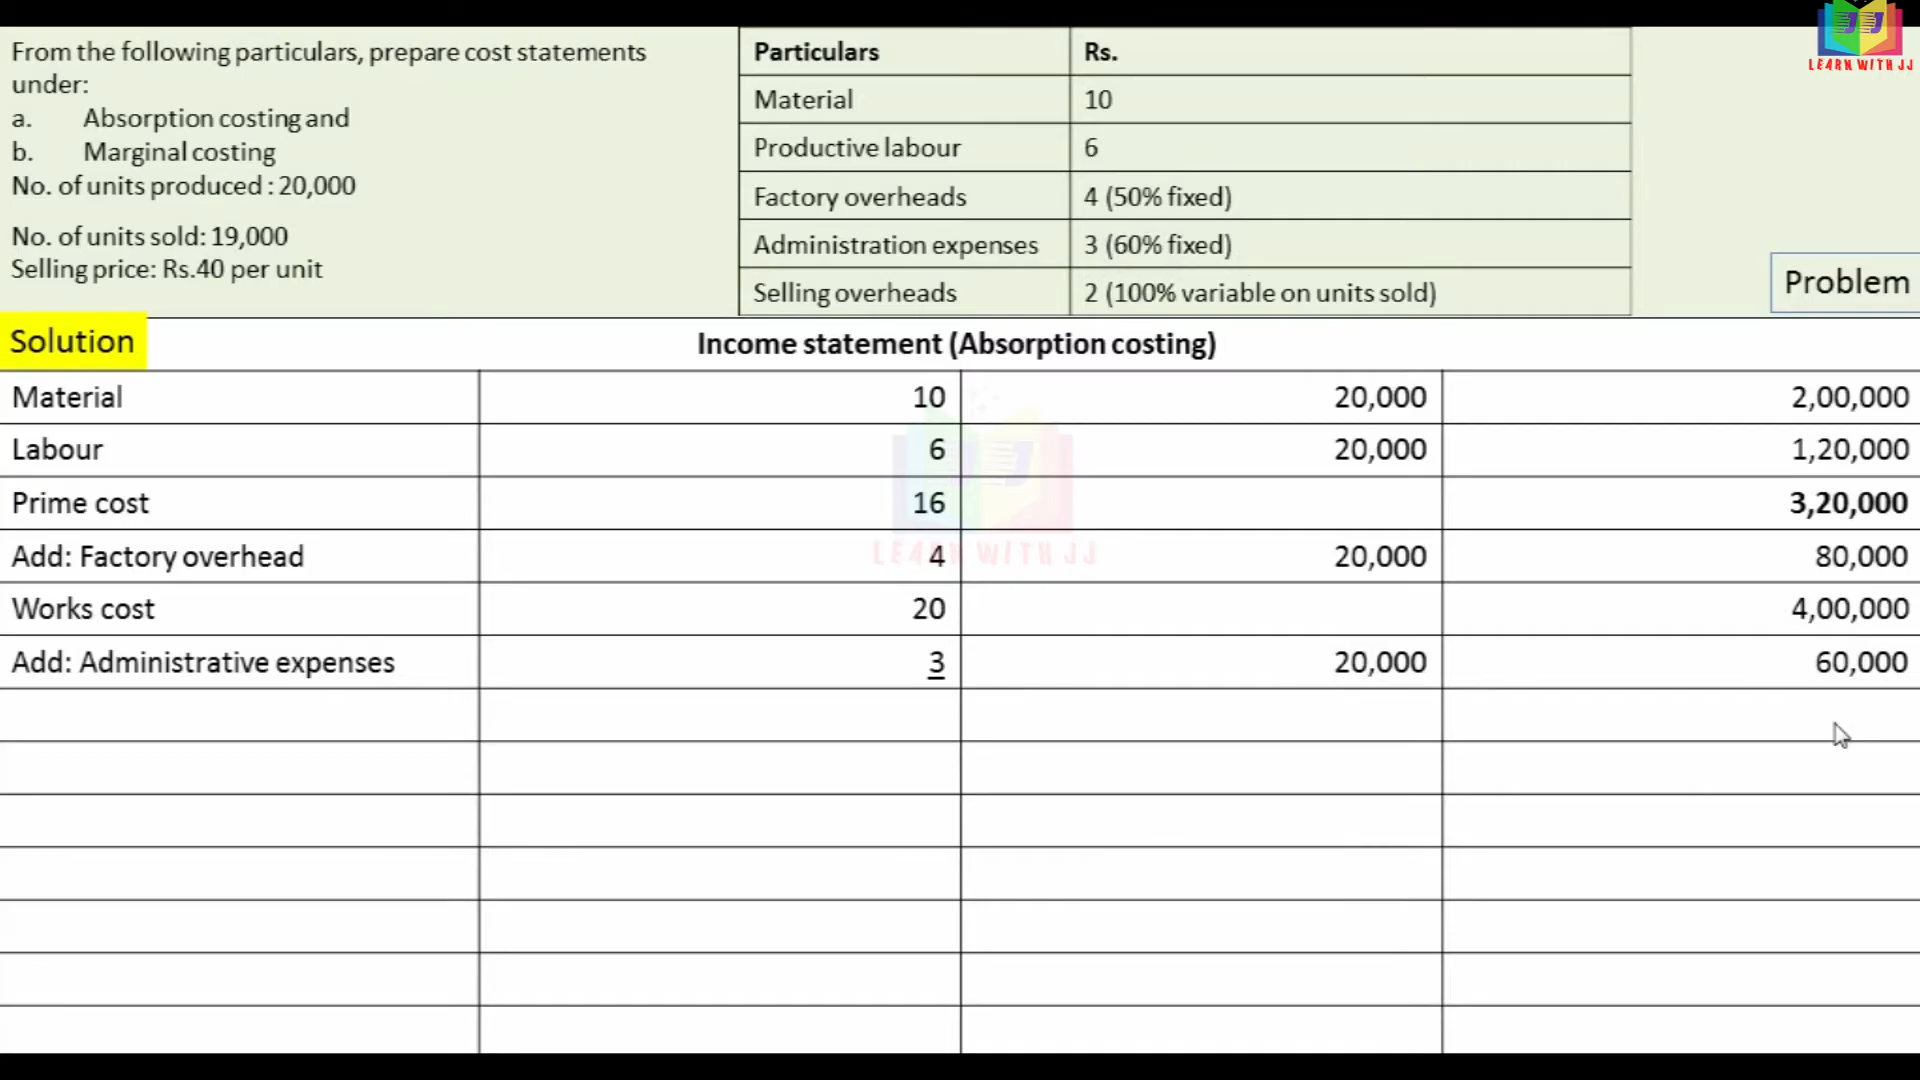 LEARN WITH JJ
From the following particulars, prepare cost statements
under:
a. Absorption costing and
b. Marginal costing
No. of units produced : 20,000
No. of units sold: 19,000
Selling price: Rs.40 per unit
Particulars Rs.
Material 10
Productive labour 6
Factory overheads 4 (50% fixed)
Administration expenses 3 (60% fixed)
Selling overheads 2 (100% variable on units sold)
Problem
Solution
Income statement (Absorption costing)
Material 10 20,000 2,00,000
Labour 6 20,000 1,20,000
Prime cost 16 3,20,000
Add: Factory overhead 4 20,000 80,000
LEARN WITH JJ
Works cost 20 4,00,000
Add: Administrative expenses 3 20,000 60,000